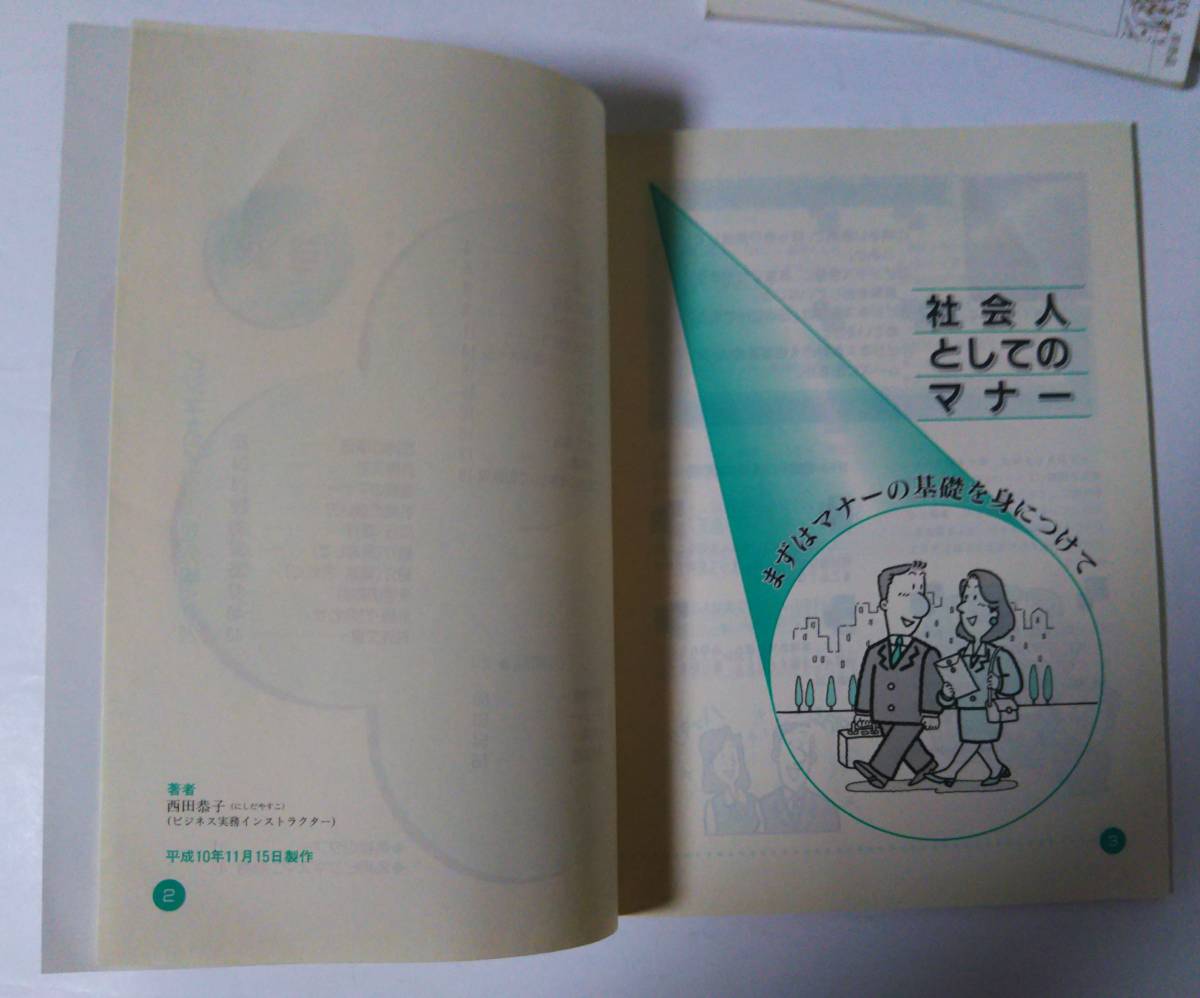 著者
西田恭子(にしだやすこ)
(ビジネス実務インストラクター)
平成10年11月15日製作
2
社会人
としての
マナー
まずはマナーの基礎を身につけて
3